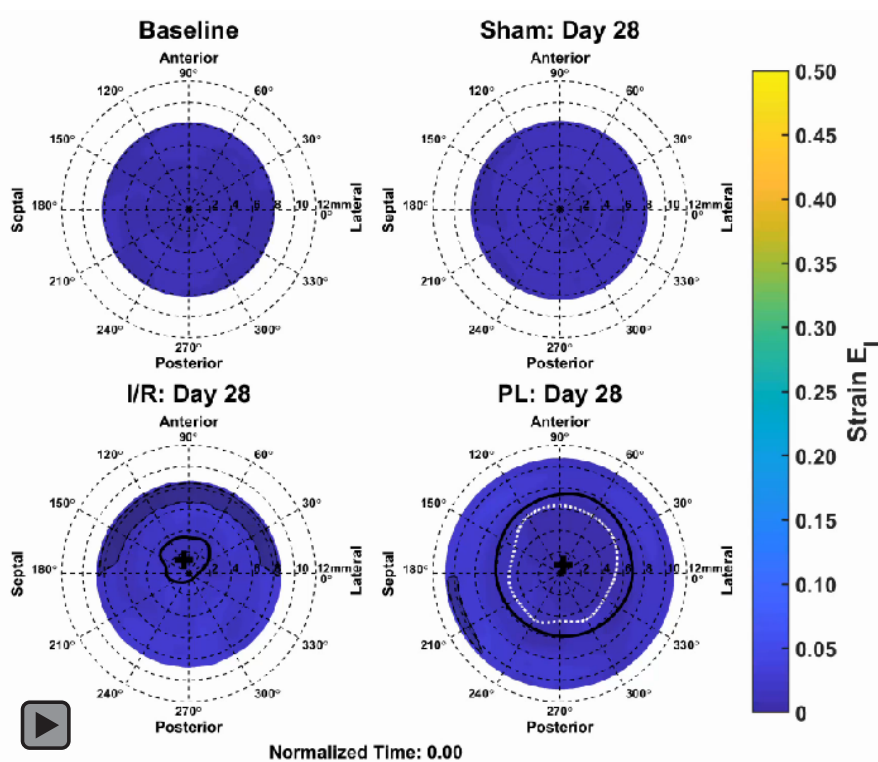 Baseline
Anterior
90°
120° 60°
150° 30°
Septal 180° 2 4 6 8 10 12mm 0° Lateral
210° 330°
240° 300°
270°
Posterior
Sham: Day 28
Anterior
90°
120° 60°
150° 30°
Septal 180° 2 4 6 8 10 12mm 0° Lateral
210° 330°
240° 300°
270°
Posterior
I/R: Day 28
Anterior
90°
120° 60°
150° 30°
Septal 180° 2 4 6 8 10 12mm 0° Lateral
210° 330°
240° 300°
270°
Posterior
PL: Day 28
Anterior
90°
120° 60°
150° 30°
Septal 180° 2 4 6 8 10 12mm 0° Lateral
210° 330°
240° 300°
270°
Posterior
0.50
0.45
0.40
0.35
0.30
0.25
0.20
0.15
0.10
0.05
0
Strain E_I
Normalized Time: 0.00